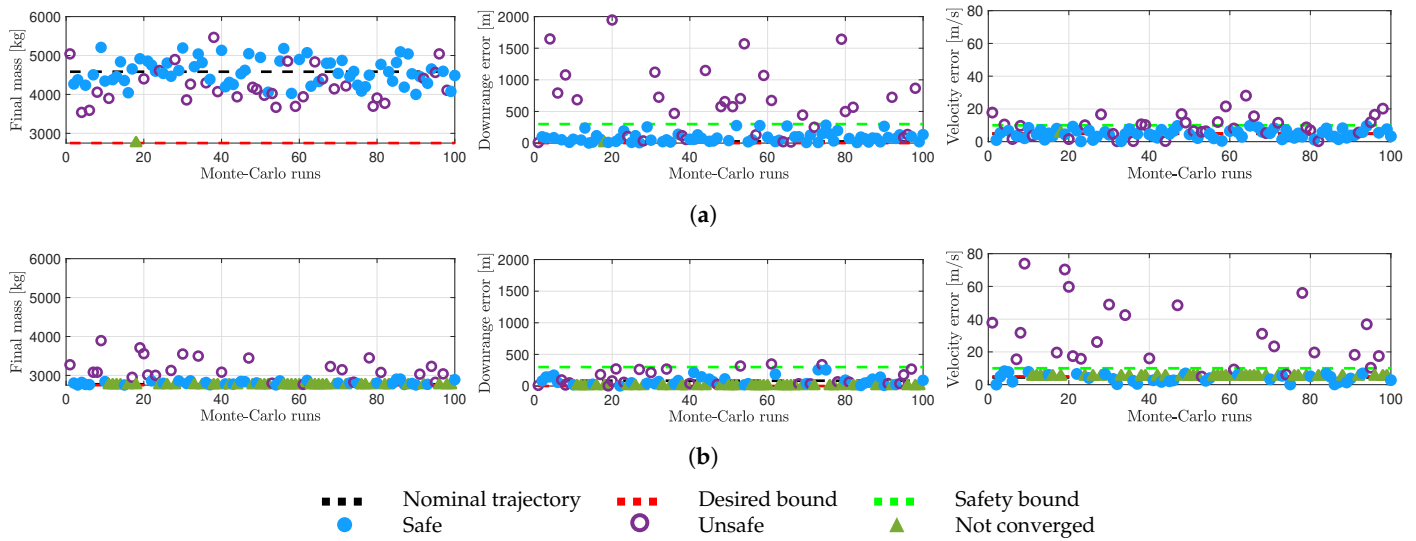 6000
5000
4000
3000
0 20 40 60 80 100
Final mass [kg]
Monte-Carlo runs
2000
1500
1000
500
0
0 20 40 60 80 100
Downrange error [m]
Monte-Carlo runs
80
60
40
20
0
0 20 40 60 80 100
Velocity error [m/s]
Monte-Carlo runs
(a)
6000
5000
4000
3000
0 20 40 60 80 100
Final mass [kg]
Monte-Carlo runs
2000
1500
1000
500
0
0 20 40 60 80 100
Downrange error [m]
Monte-Carlo runs
80
60
40
20
0
0 20 40 60 80 100
Velocity error [m/s]
Monte-Carlo runs
(b)
Nominal trajectory Desired bound Safety bound
Safe Unsafe Not converged